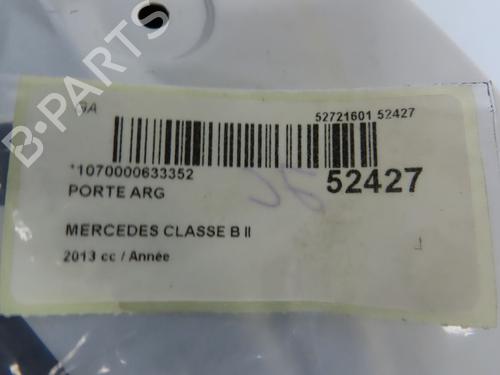 B-PARTS
52721601 52427
*1070000633352
52427
PORTE ARG
MERCEDES CLASSE B II
2013 cc / Année